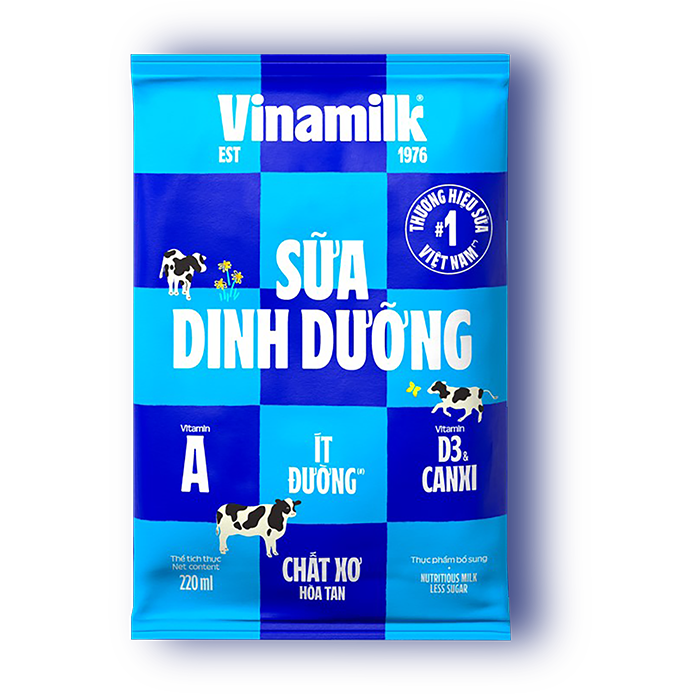 Vinamilk®
EST 1976
THƯƠNG HIỆU SỮA
#1
VIỆT NAM
SỮA
DINH DƯỠNG
Vitamin
A
ÍT
ĐƯỜNG(#)
Vitamin
D3 &
CANXI
Thể tích thực
Net content
220 ml
CHẤT XƠ
HÒA TAN
Thực phẩm bổ sung
•
NUTRITIOUS MILK
LESS SUGAR